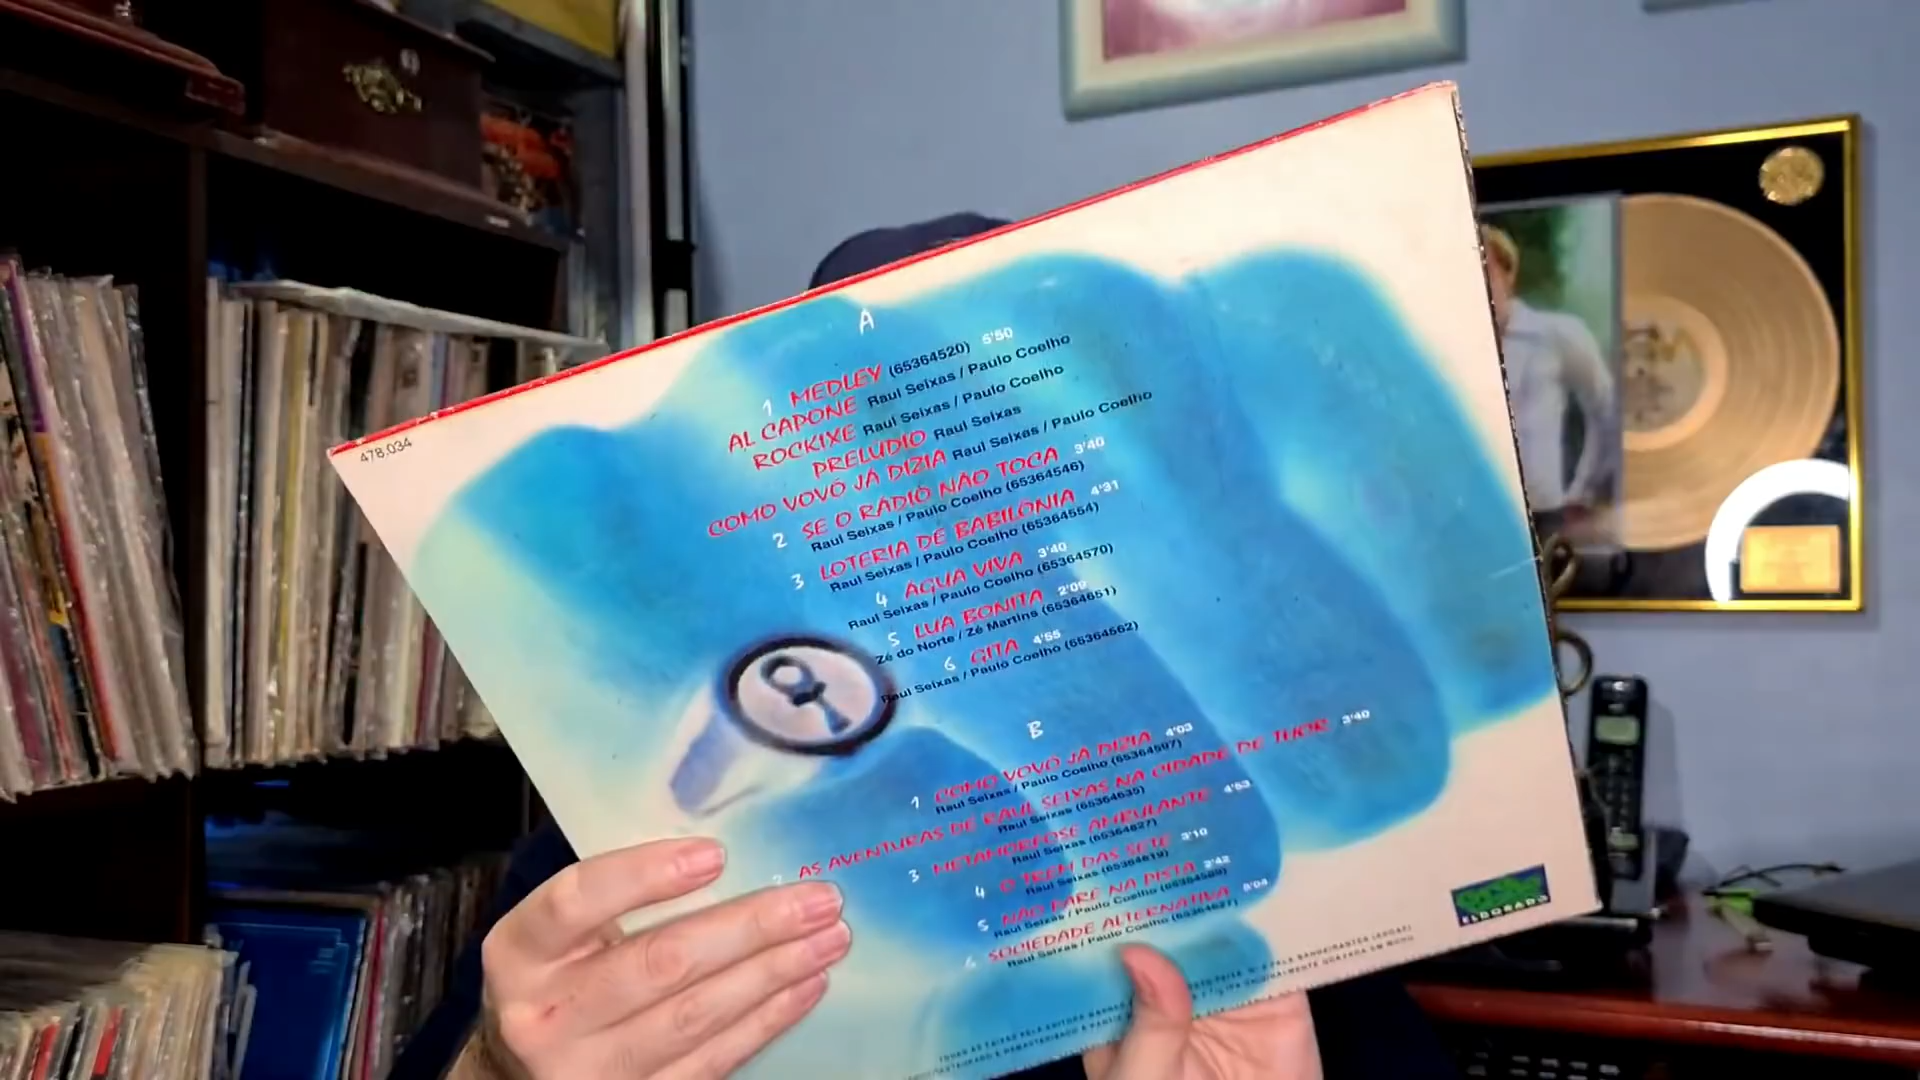 478.034
A
1 MEDLEY (65364520) 5'50
AL CAPONE Raul Seixas / Paulo Coelho
ROCKIXE Raul Seixas / Paulo Coelho
PRELÚDIO Raul Seixas
COMO VOVÓ JÁ DIZIA Raul Seixas / Paulo Coelho
2 SE O RÁDIO NÃO TOCA 3'40
Raul Seixas / Paulo Coelho (65364546)
3 LOTERIA DE BABILÔNIA 4'31
Raul Seixas / Paulo Coelho (65364554)
4 ÁGUA VIVA 3'40
Raul Seixas / Paulo Coelho (65364570)
5 LUA BONITA 2'09
Zé do Norte / Zé Martins (65364651)
6 GITA 4'55
Raul Seixas / Paulo Coelho (65364562)
B
1 COMO VOVÓ JÁ DIZIA 4'03
Raul Seixas / Paulo Coelho (65364597)
2 AS AVENTURAS DE RAUL SEIXAS NA CIDADE DE THOR 3'40
Raul Seixas (65364635)
3 METAMORFOSE AMBULANTE 4'53
Raul Seixas (65364627)
4 O TREM DAS SETE 3'10
Raul Seixas (65364619)
5 NÃO PARE NA PISTA
Raul Seixas / Paulo Coelho
6 SOCIEDADE ALTERNATIVA 5'04
Raul Seixas / Paulo Coelho
ELDORADO